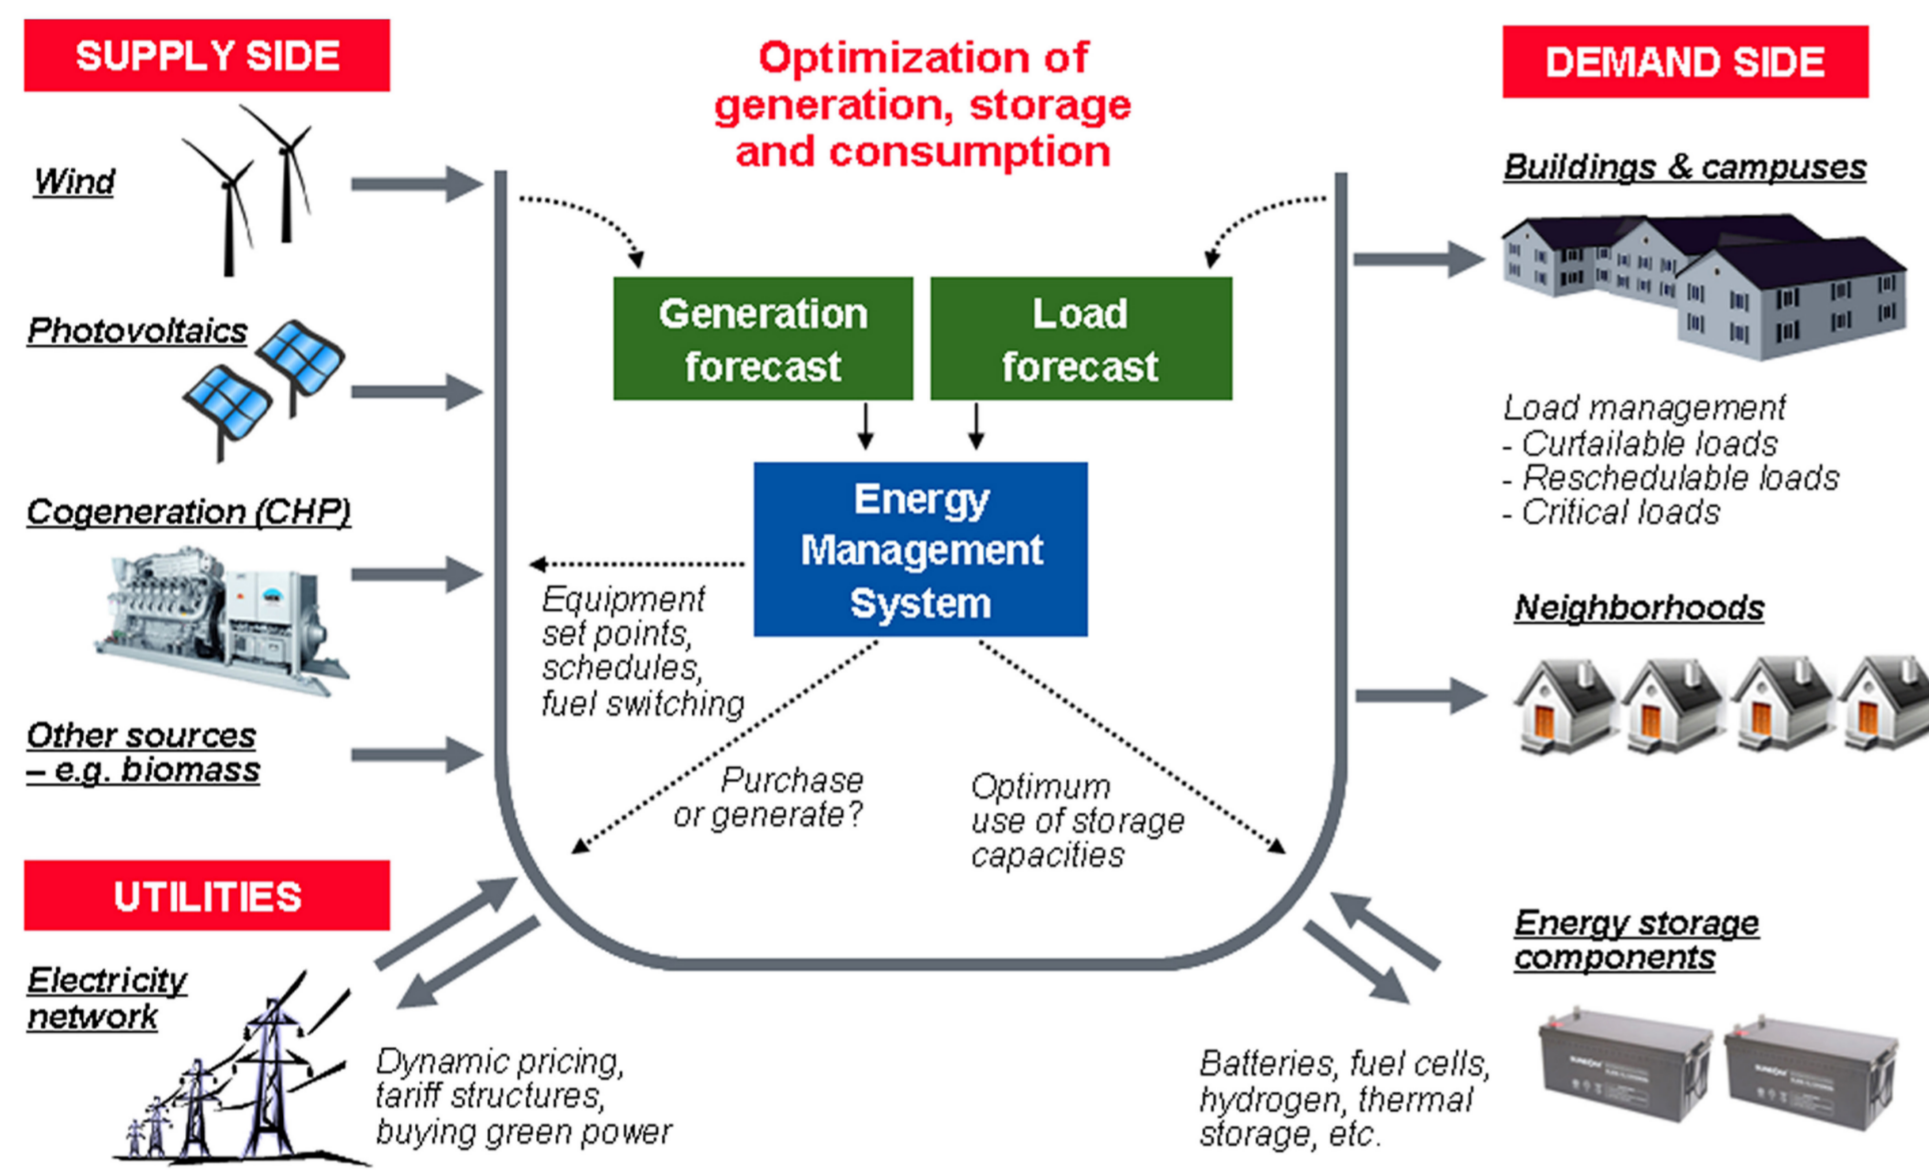 SUPPLY SIDE
Wind
Photovoltaics
Cogeneration (CHP)
Other sources
– e.g. biomass
UTILITIES
Electricity
network
Dynamic pricing,
tariff structures,
buying green power
Optimization of
generation, storage
and consumption
Generation
forecast
Load
forecast
Energy
Management
System
Equipment
set points,
schedules,
fuel switching
Purchase
or generate?
Optimum
use of storage
capacities
DEMAND SIDE
Buildings & campuses
Load management
- Curtailable loads
- Reschedulable loads
- Critical loads
Neighborhoods
Energy storage
components
Batteries, fuel cells,
hydrogen, thermal
storage, etc.